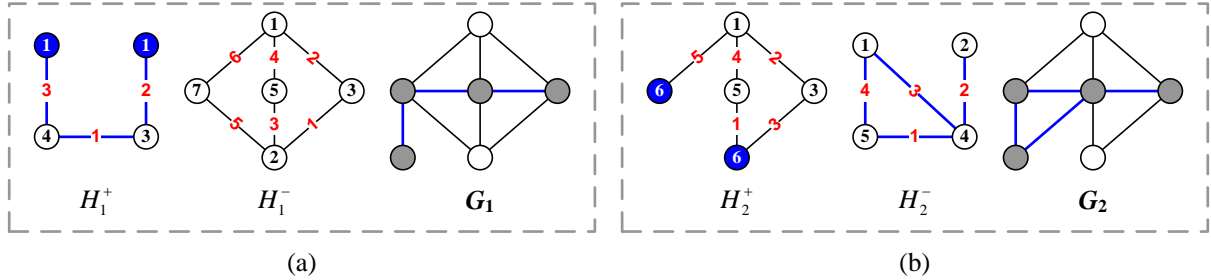 1 1 3 2 4 1 3
H₁⁺
1 6 4 2 7 5 3 5 3 1 2
H₁⁻
G₁
(a)
1 5 4 2 6 5 3 1 3 6
H₂⁺
1 2 4 3 2 5 1 4
H₂⁻
G₂
(b)